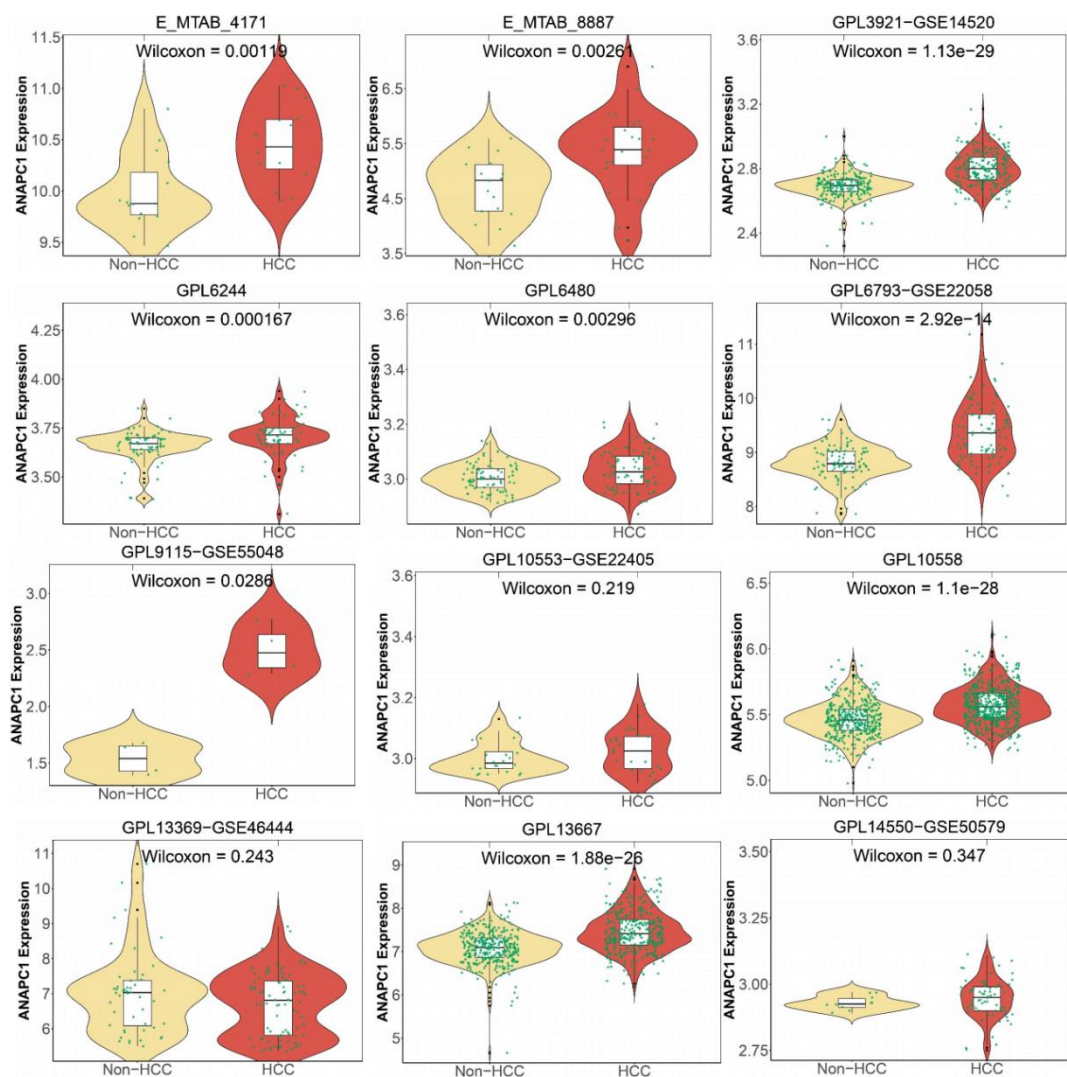 E_MTAB_4171
Wilcoxon = 0.00119
ANAPC1 Expression
11.5
11.0
10.5
10.0
9.5
Non-HCC HCC
E_MTAB_8887
Wilcoxon = 0.00261
ANAPC1 Expression
6.5
5.5
4.5
3.5
Non-HCC HCC
GPL3921-GSE14520
Wilcoxon = 1.13e-29
ANAPC1 Expression
3.6
3.2
2.8
2.4
Non-HCC HCC
GPL6244
Wilcoxon = 0.000167
ANAPC1 Expression
4.25
4.00
3.75
3.50
Non-HCC HCC
GPL6480
Wilcoxon = 0.00296
ANAPC1 Expression
3.6
3.4
3.2
3.0
Non-HCC HCC
GPL6793-GSE22058
Wilcoxon = 2.92e-14
ANAPC1 Expression
11
10
9
8
Non-HCC HCC
GPL9115-GSE55048
Wilcoxon = 0.0286
ANAPC1 Expression
3.0
2.5
2.0
1.5
Non-HCC HCC
GPL10553-GSE22405
Wilcoxon = 0.219
ANAPC1 Expression
3.6
3.4
3.2
3.0
Non-HCC HCC
GPL10558
Wilcoxon = 1.1e-28
ANAPC1 Expression
6.5
6.0
5.5
5.0
Non-HCC HCC
GPL13369-GSE46444
Wilcoxon = 0.243
ANAPC1 Expression
11
10
9
8
7
6
Non-HCC HCC
GPL13667
Wilcoxon = 1.88e-26
ANAPC1 Expression
9
8
7
6
5
Non-HCC HCC
GPL14550-GSE50579
Wilcoxon = 0.347
ANAPC1 Expression
3.50
3.25
3.00
2.75
Non-HCC HCC